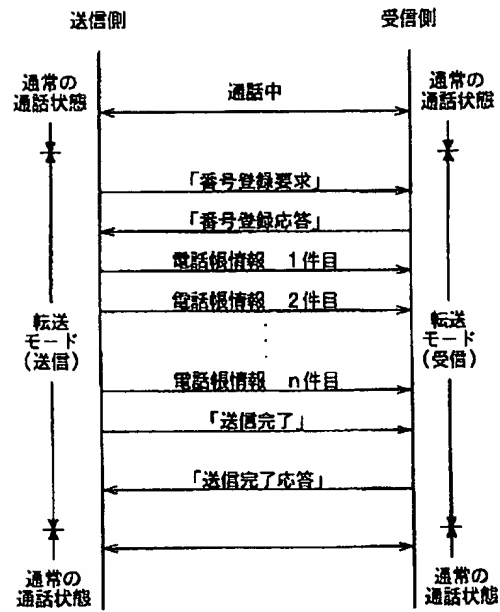 送信側
受信側
通常の
通話状態
通話中
通常の
通話状態
「番号登録要求」
「番号登録応答」
電話帳情報 1件目
電話帳情報 2件目
転送
モード
(送信)
転送
モード
(受信)
電話帳情報 n件目
「送信完了」
「送信完了応答」
通常の
通話状態
通常の
通話状態